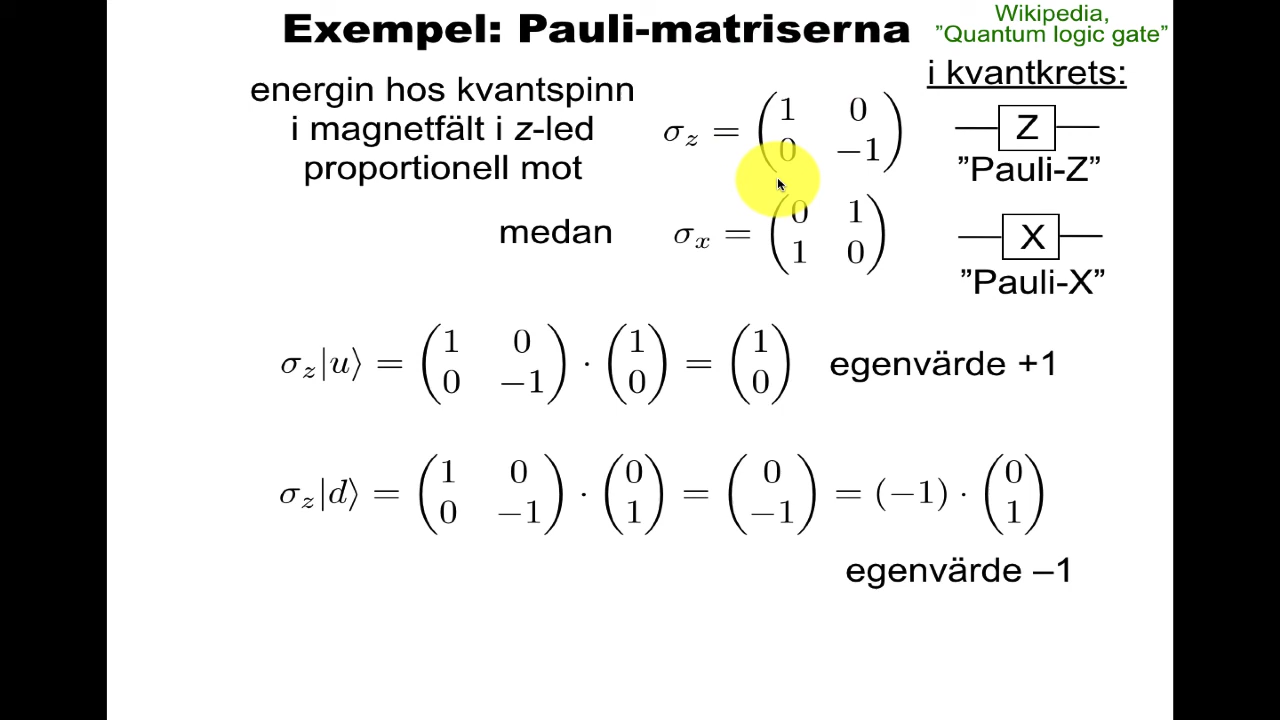 Exempel: Pauli-matriserna
Wikipedia,
”Quantum logic gate”
energin hos kvantspinn
i magnetfält i z-led
proportionell mot
σ_z = (1 0; 0 −1)
i kvantkrets:
Z
”Pauli-Z”
medan
σ_x = (0 1; 1 0)
X
”Pauli-X”
σ_z|u⟩ = (1 0; 0 −1) · (1; 0) = (1; 0) egenvärde +1
σ_z|d⟩ = (1 0; 0 −1) · (0; 1) = (0; −1) = (−1) · (0; 1)
egenvärde –1